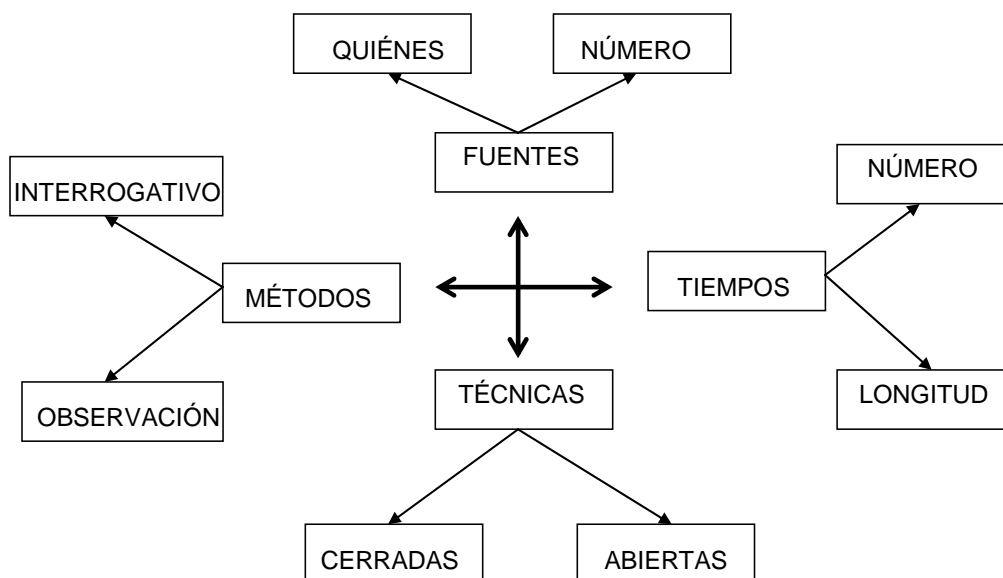 QUIÉNES
NÚMERO
FUENTES
INTERROGATIVO
NÚMERO
MÉTODOS
TIEMPOS
OBSERVACIÓN
TÉCNICAS
LONGITUD
CERRADAS
ABIERTAS